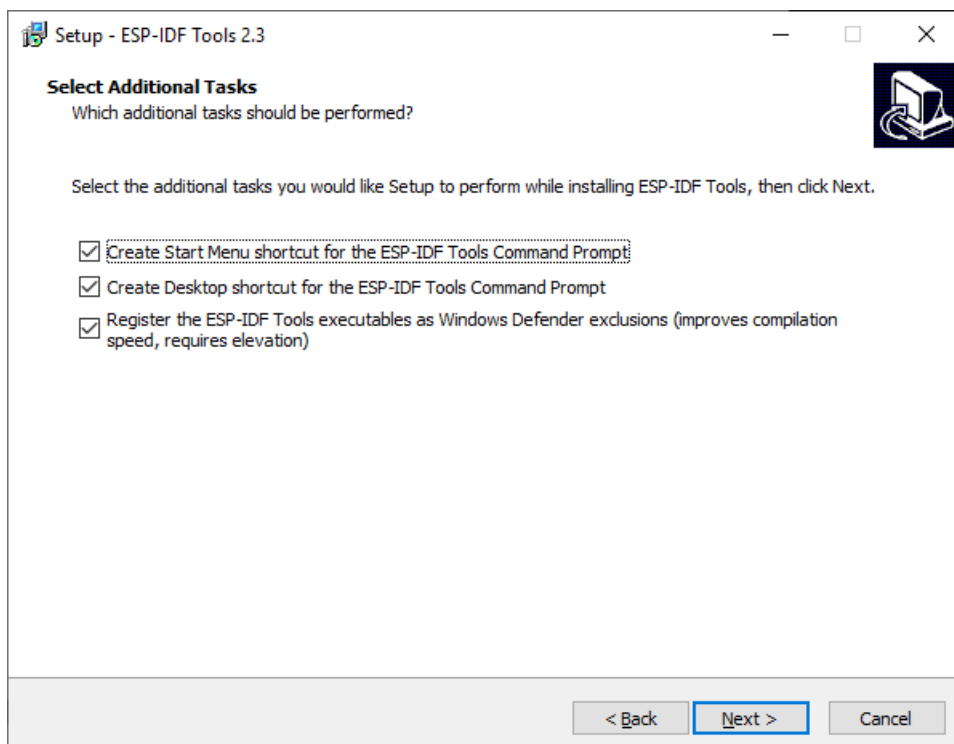 Setup - ESP-IDF Tools 2.3
Select Additional Tasks
Which additional tasks should be performed?
Select the additional tasks you would like Setup to perform while installing ESP-IDF Tools, then click Next.
Create Start Menu shortcut for the ESP-IDF Tools Command Prompt
Create Desktop shortcut for the ESP-IDF Tools Command Prompt
Register the ESP-IDF Tools executables as Windows Defender exclusions (improves compilation
speed, requires elevation)
< Back Next > Cancel